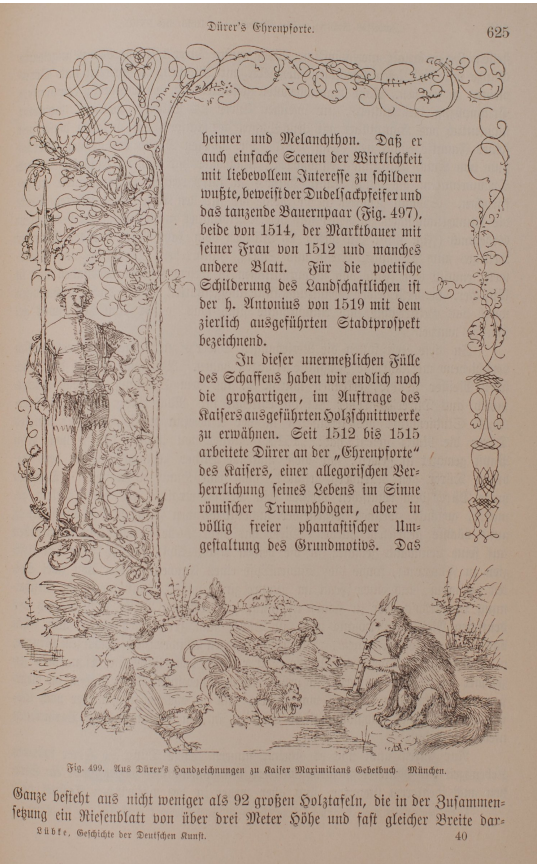 Dürer's Ehrenpforte.
625
heimer und Melanchthon. Daß er
auch einfache Scenen der Wirklichkeit
mit liebevollem Interesse zu schildern
wußte, beweist der Dudelsackpfeifer und
das tanzende Bauernpaar (Fig. 497),
beide von 1514, der Marktbauer mit
seiner Frau von 1512 und manches
andere Blatt. Für die poetische
Schilderung des Landschaftlichen ist
der h. Antonius von 1519 mit dem
zierlich ausgeführten Stadtprospekt
bezeichnend.
In dieser unermeßlichen Fülle
des Schaffens haben wir endlich noch
die großartigen, im Auftrage des
Kaisers ausgeführten Holzschnittwerke
zu erwähnen. Seit 1512 bis 1515
arbeitete Dürer an der „Ehrenpforte“
des Kaisers, einer allegorischen Ver-
herrlichung seines Lebens im Sinne
römischer Triumphbögen, aber in
völlig freier phantastischer Um-
gestaltung des Grundmotivs. Das
Fig. 499. Aus Dürer's Handzeichnungen zu Kaiser Maximilians Gebetbuch. München.
Ganze besteht aus nicht weniger als 92 großen Holztafeln, die in der Zusammen-
setzung ein Riesenblatt von über drei Meter Höhe und fast gleicher Breite dar-
Lübke, Geschichte der Deutschen Kunst.
40